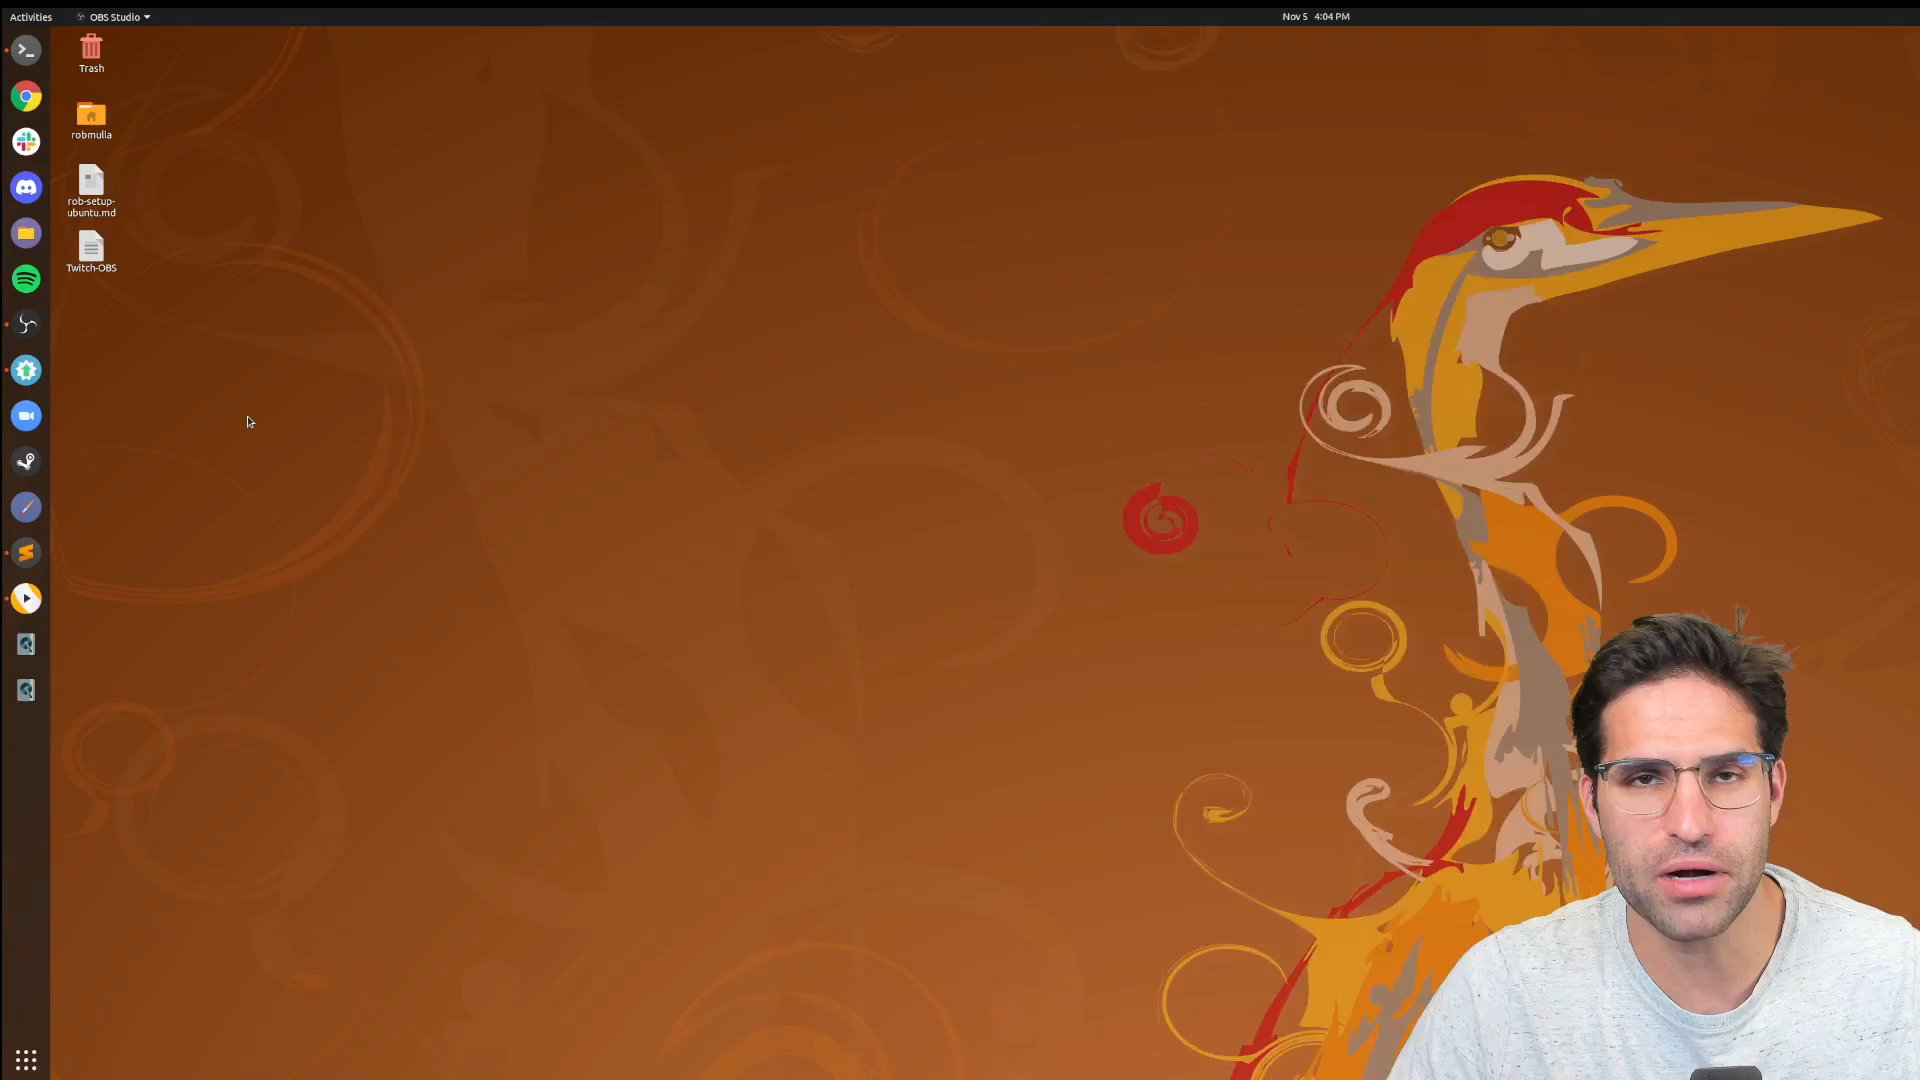 Activities
OBS Studio
Nov 5 4:04 PM
Trash
robmulla
rob-setup-
ubuntu.md
Twitch-OBS